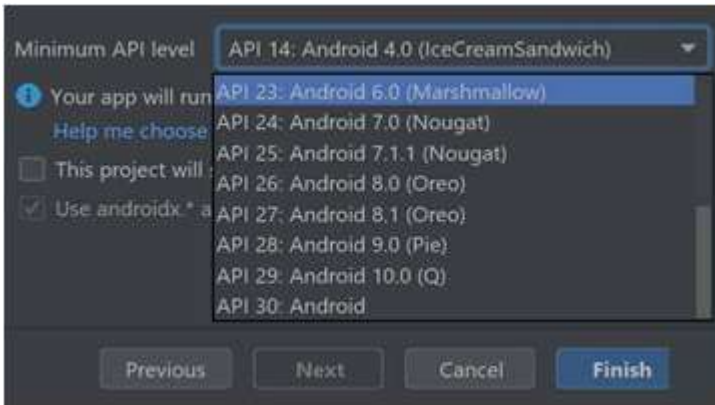 Minimum API level API 14: Android 4.0 (IceCreamSandwich)
Your app will run API 23: Android 6.0 (Marshmallow)
Help me choose API 24: Android 7.0 (Nougat)
API 25: Android 7.1.1 (Nougat)
This project will API 26: Android 8.0 (Oreo)
Use androidx.* a API 27: Android 8.1 (Oreo)
API 28: Android 9.0 (Pie)
API 29: Android 10.0 (Q)
API 30: Android
Previous Next Cancel Finish